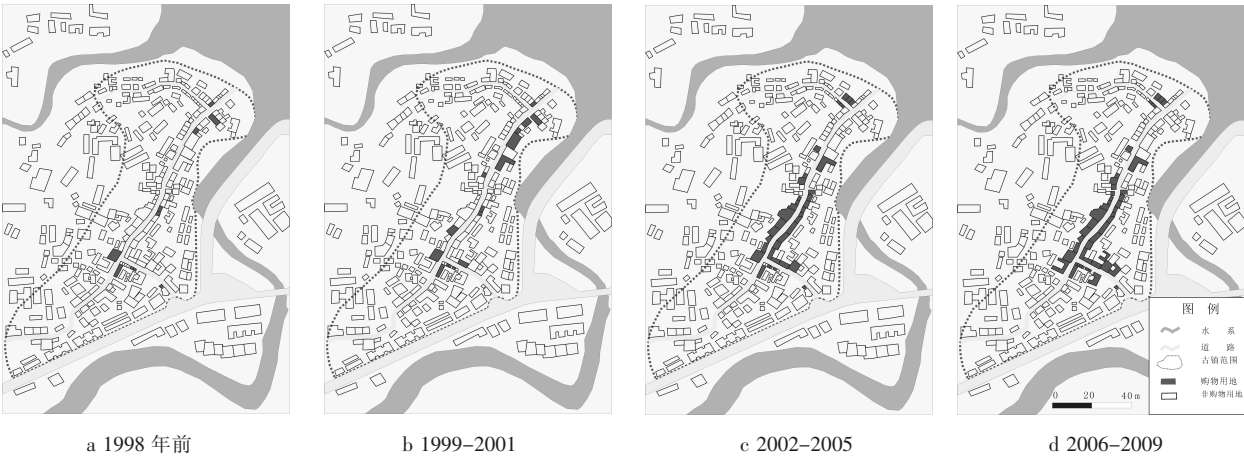 图 例
水 系
道 路
古镇范围
购物用地
非购物用地
0 20 40 m
a 1998 年前
b 1999–2001
c 2002–2005
d 2006–2009